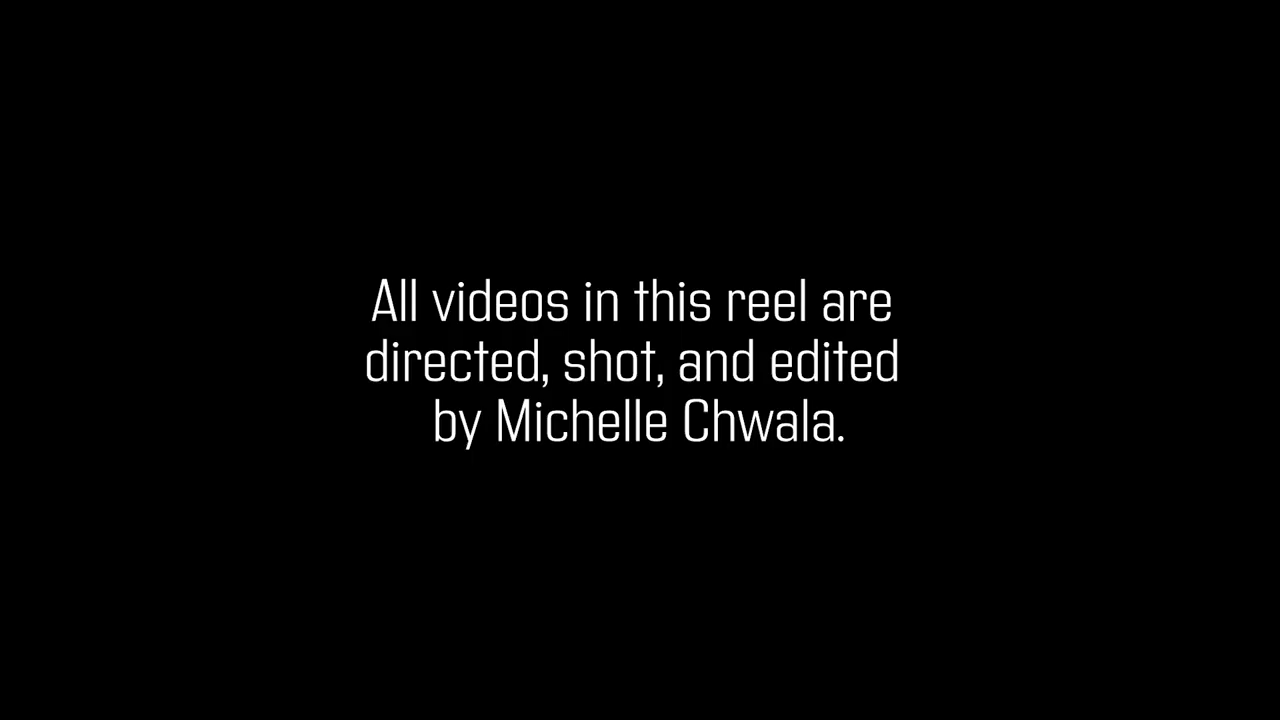 All videos in this reel are
directed, shot, and edited
by Michelle Chwala.